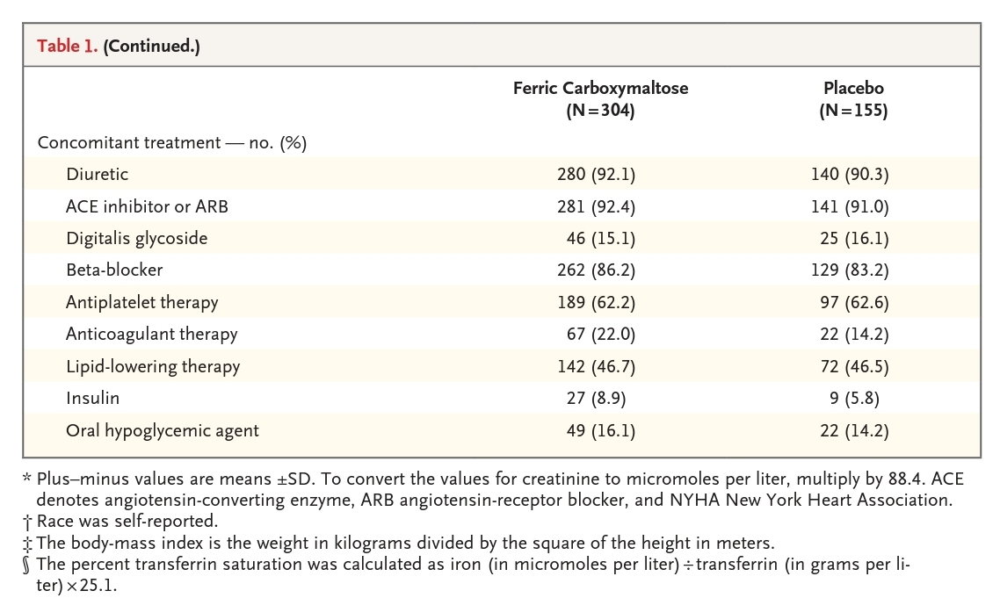 Table 1. (Continued.)
Ferric Carboxymaltose (N=304) Placebo (N=155)
Concomitant treatment — no. (%)
Diuretic 280 (92.1) 140 (90.3)
ACE inhibitor or ARB 281 (92.4) 141 (91.0)
Digitalis glycoside 46 (15.1) 25 (16.1)
Beta-blocker 262 (86.2) 129 (83.2)
Antiplatelet therapy 189 (62.2) 97 (62.6)
Anticoagulant therapy 67 (22.0) 22 (14.2)
Lipid-lowering therapy 142 (46.7) 72 (46.5)
Insulin 27 (8.9) 9 (5.8)
Oral hypoglycemic agent 49 (16.1) 22 (14.2)
* Plus–minus values are means ±SD. To convert the values for creatinine to micromoles per liter, multiply by 88.4. ACE
denotes angiotensin-converting enzyme, ARB angiotensin-receptor blocker, and NYHA New York Heart Association.
† Race was self-reported.
‡ The body-mass index is the weight in kilograms divided by the square of the height in meters.
§ The percent transferrin saturation was calculated as iron (in micromoles per liter)÷transferrin (in grams per li-
ter)×25.1.